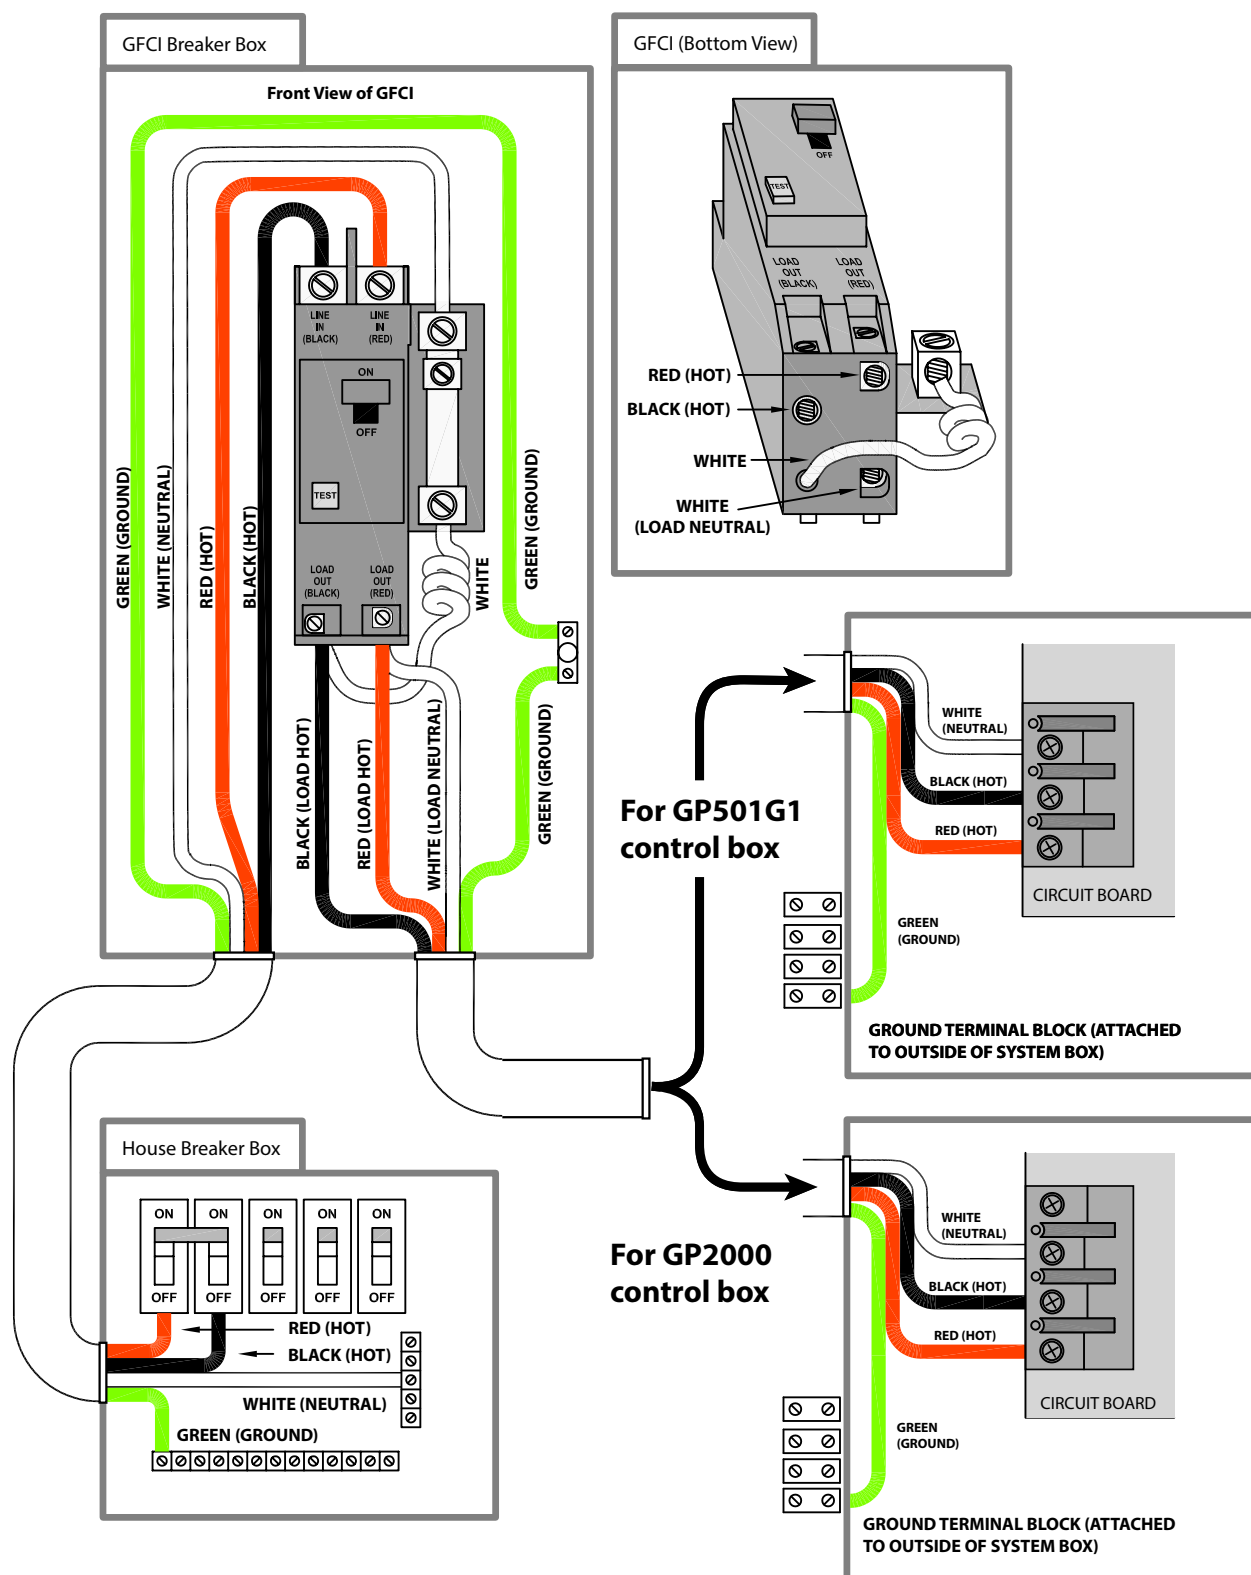 GFCI Breaker Box
Front View of GFCI
GREEN (GROUND)
WHITE (NEUTRAL)
RED (HOT)
BLACK (HOT)
LINE
IN
(BLACK)
LINE
IN
(RED)
ON
OFF
TEST
LOAD
OUT
(BLACK)
LOAD
OUT
(RED)
WHITE
GREEN (GROUND)
BLACK (LOAD HOT)
RED (LOAD HOT)
WHITE (LOAD NEUTRAL)
GREEN (GROUND)
GFCI (Bottom View)
OFF
TEST
LOAD
OUT
(BLACK)
LOAD
OUT
(RED)
RED (HOT)
BLACK (HOT)
WHITE
WHITE
(LOAD NEUTRAL)
For GP501G1
control box
WHITE
(NEUTRAL)
BLACK (HOT)
RED (HOT)
CIRCUIT BOARD
GREEN
(GROUND)
GROUND TERMINAL BLOCK (ATTACHED
TO OUTSIDE OF SYSTEM BOX)
House Breaker Box
ON
ON
ON
ON
ON
OFF
OFF
OFF
OFF
OFF
RED (HOT)
BLACK (HOT)
WHITE (NEUTRAL)
GREEN (GROUND)
For GP2000
control box
WHITE
(NEUTRAL)
BLACK (HOT)
RED (HOT)
CIRCUIT BOARD
GREEN
(GROUND)
GROUND TERMINAL BLOCK (ATTACHED
TO OUTSIDE OF SYSTEM BOX)